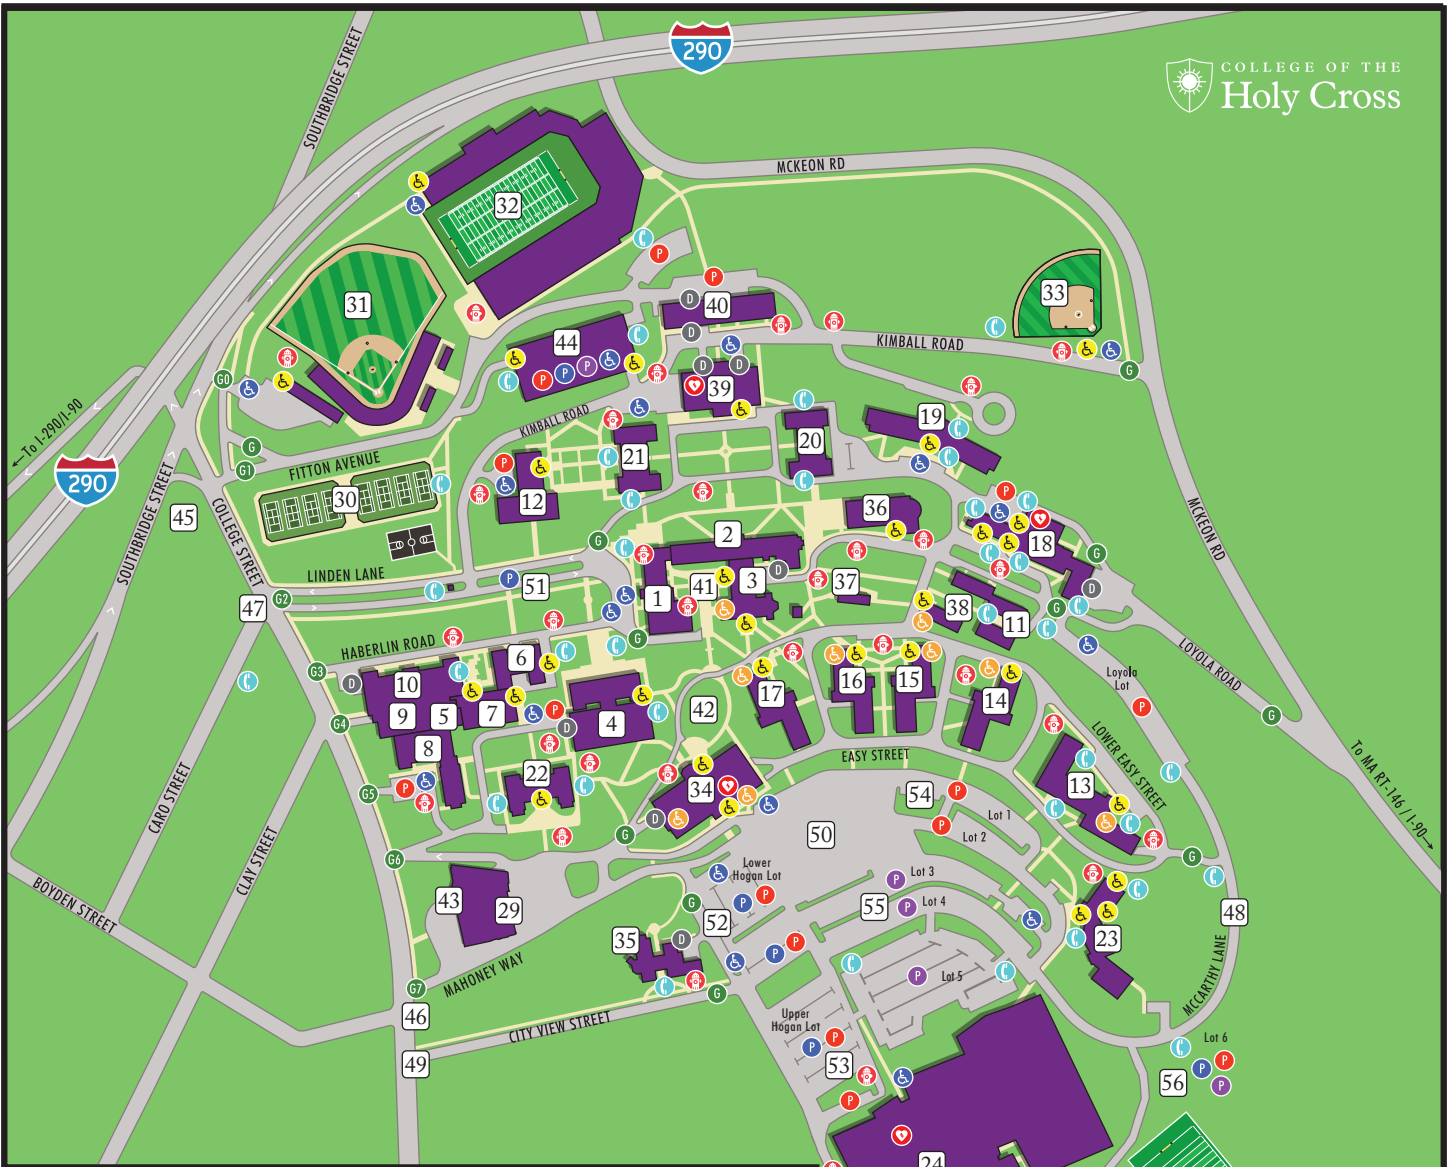 SOUTHBRIDGE STREET
290
COLLEGE OF THE
Holy Cross
MCKEON RD
32
31
33
D
P
40
44
KIMBALL ROAD
G
G0
39
←To I-290/I-90
KIMBALL ROAD
19
20
21
290
G
G1
FITTON AVENUE
30
12
45
COLLEGE STREET
SOUTHBRIDGE STREET
36
MCKEON RD
2
18
LINDEN LANE
51
G2
47
1
41
3
37
38
11
G
HABERLIN ROAD
6
LOYOLA ROAD
Loyola
Lot
G3
D
10
9
5
7
4
42
17
16
15
14
G4
8
EASY STREET
LOWER EASY STREET
To MA RT-146 / I-90→
22
34
13
G5
54
Lot 1
Lot 2
CARO STREET
CLAY STREET
50
G6
Lower
Hogan Lot
Lot 3
BOYDEN STREET
43
29
52
55
Lot 4
48
35
23
MAHONEY WAY
Lot 5
MCCARTHY LANE
G7
46
CITY VIEW STREET
Upper
Hogan Lot
Lot 6
49
53
56
24